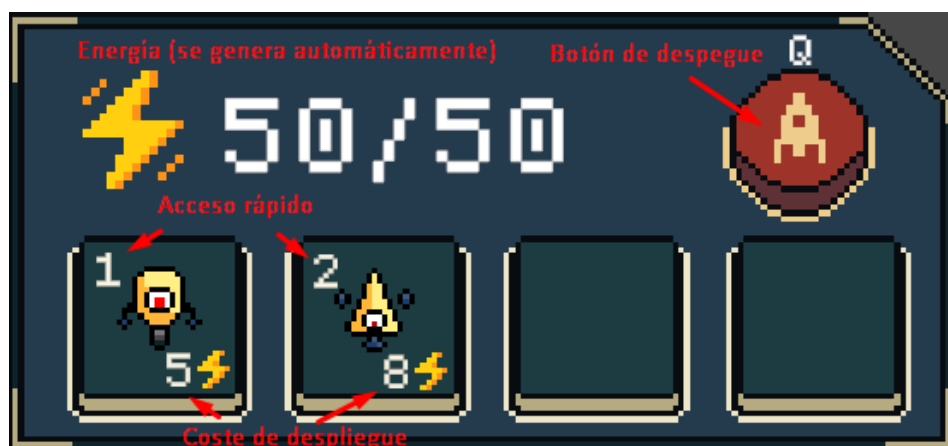 Energía (se genera automáticamente)
Botón de despegue
Q
50/50
Acceso rápido
1
2
5
8
Coste de despliegue